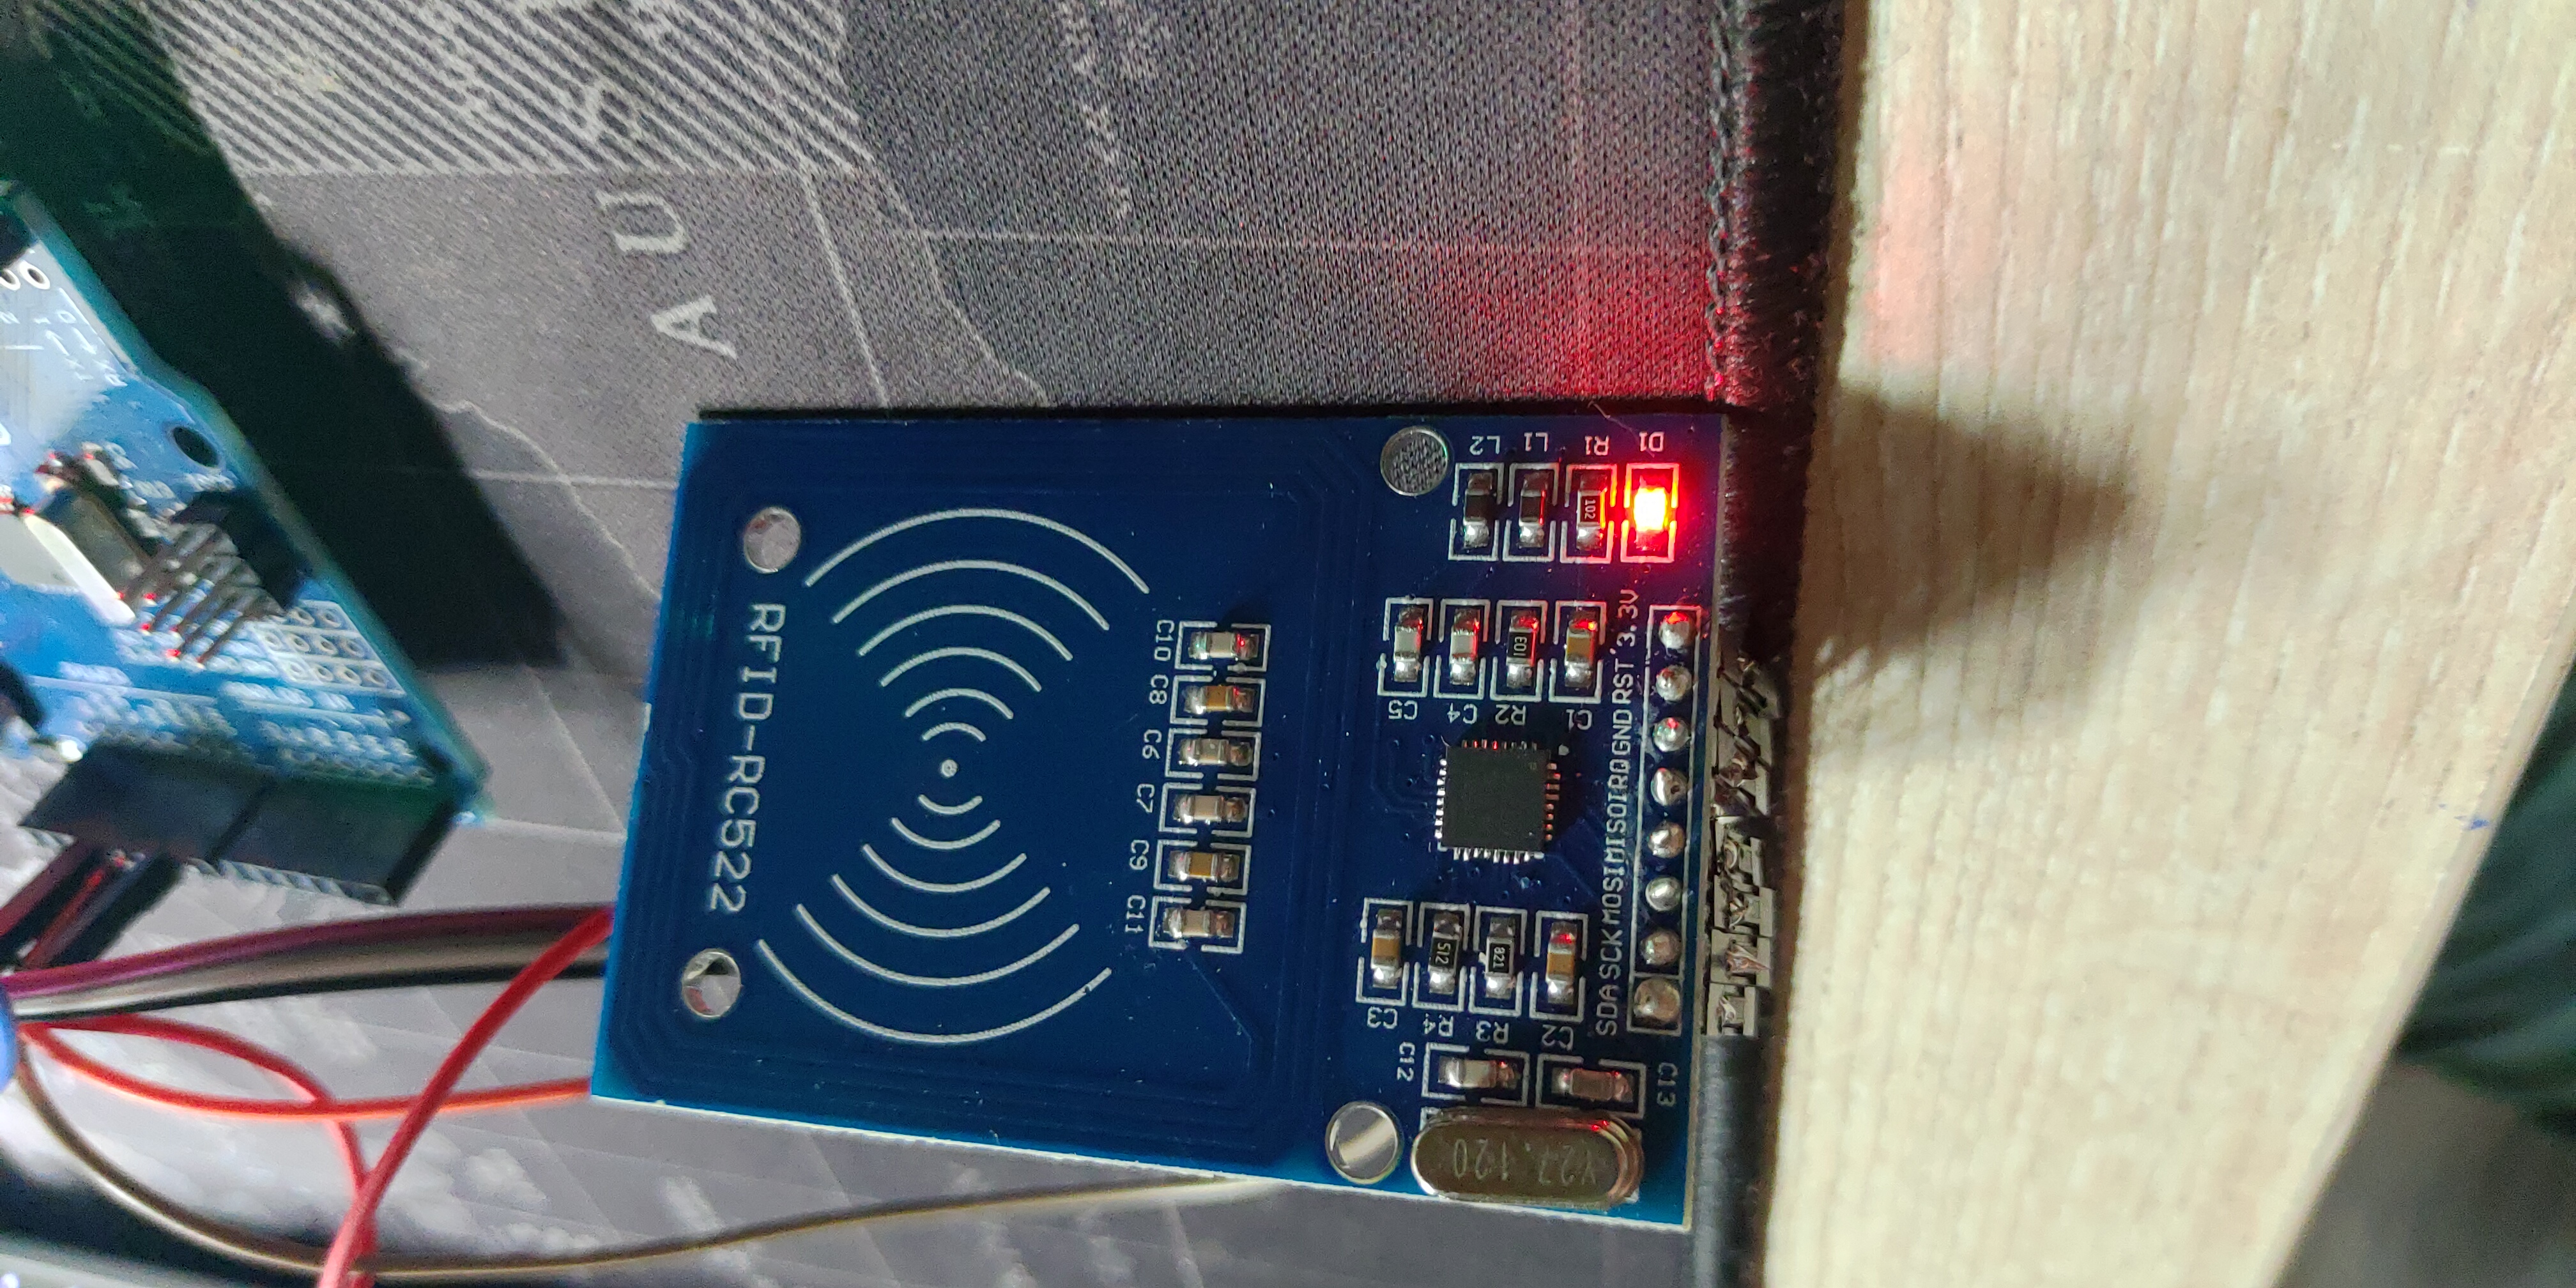 Y27.120
C13
C12
C2 R3 R4 C3
821
512
SDA SCK MOSI MISO IRQ GND RST 3.3V
C1 R2 C4 C5
103
102
D1 R1 L1 L2
C11
C9
C7
C6
C8
C10
RFID-RC522
A U